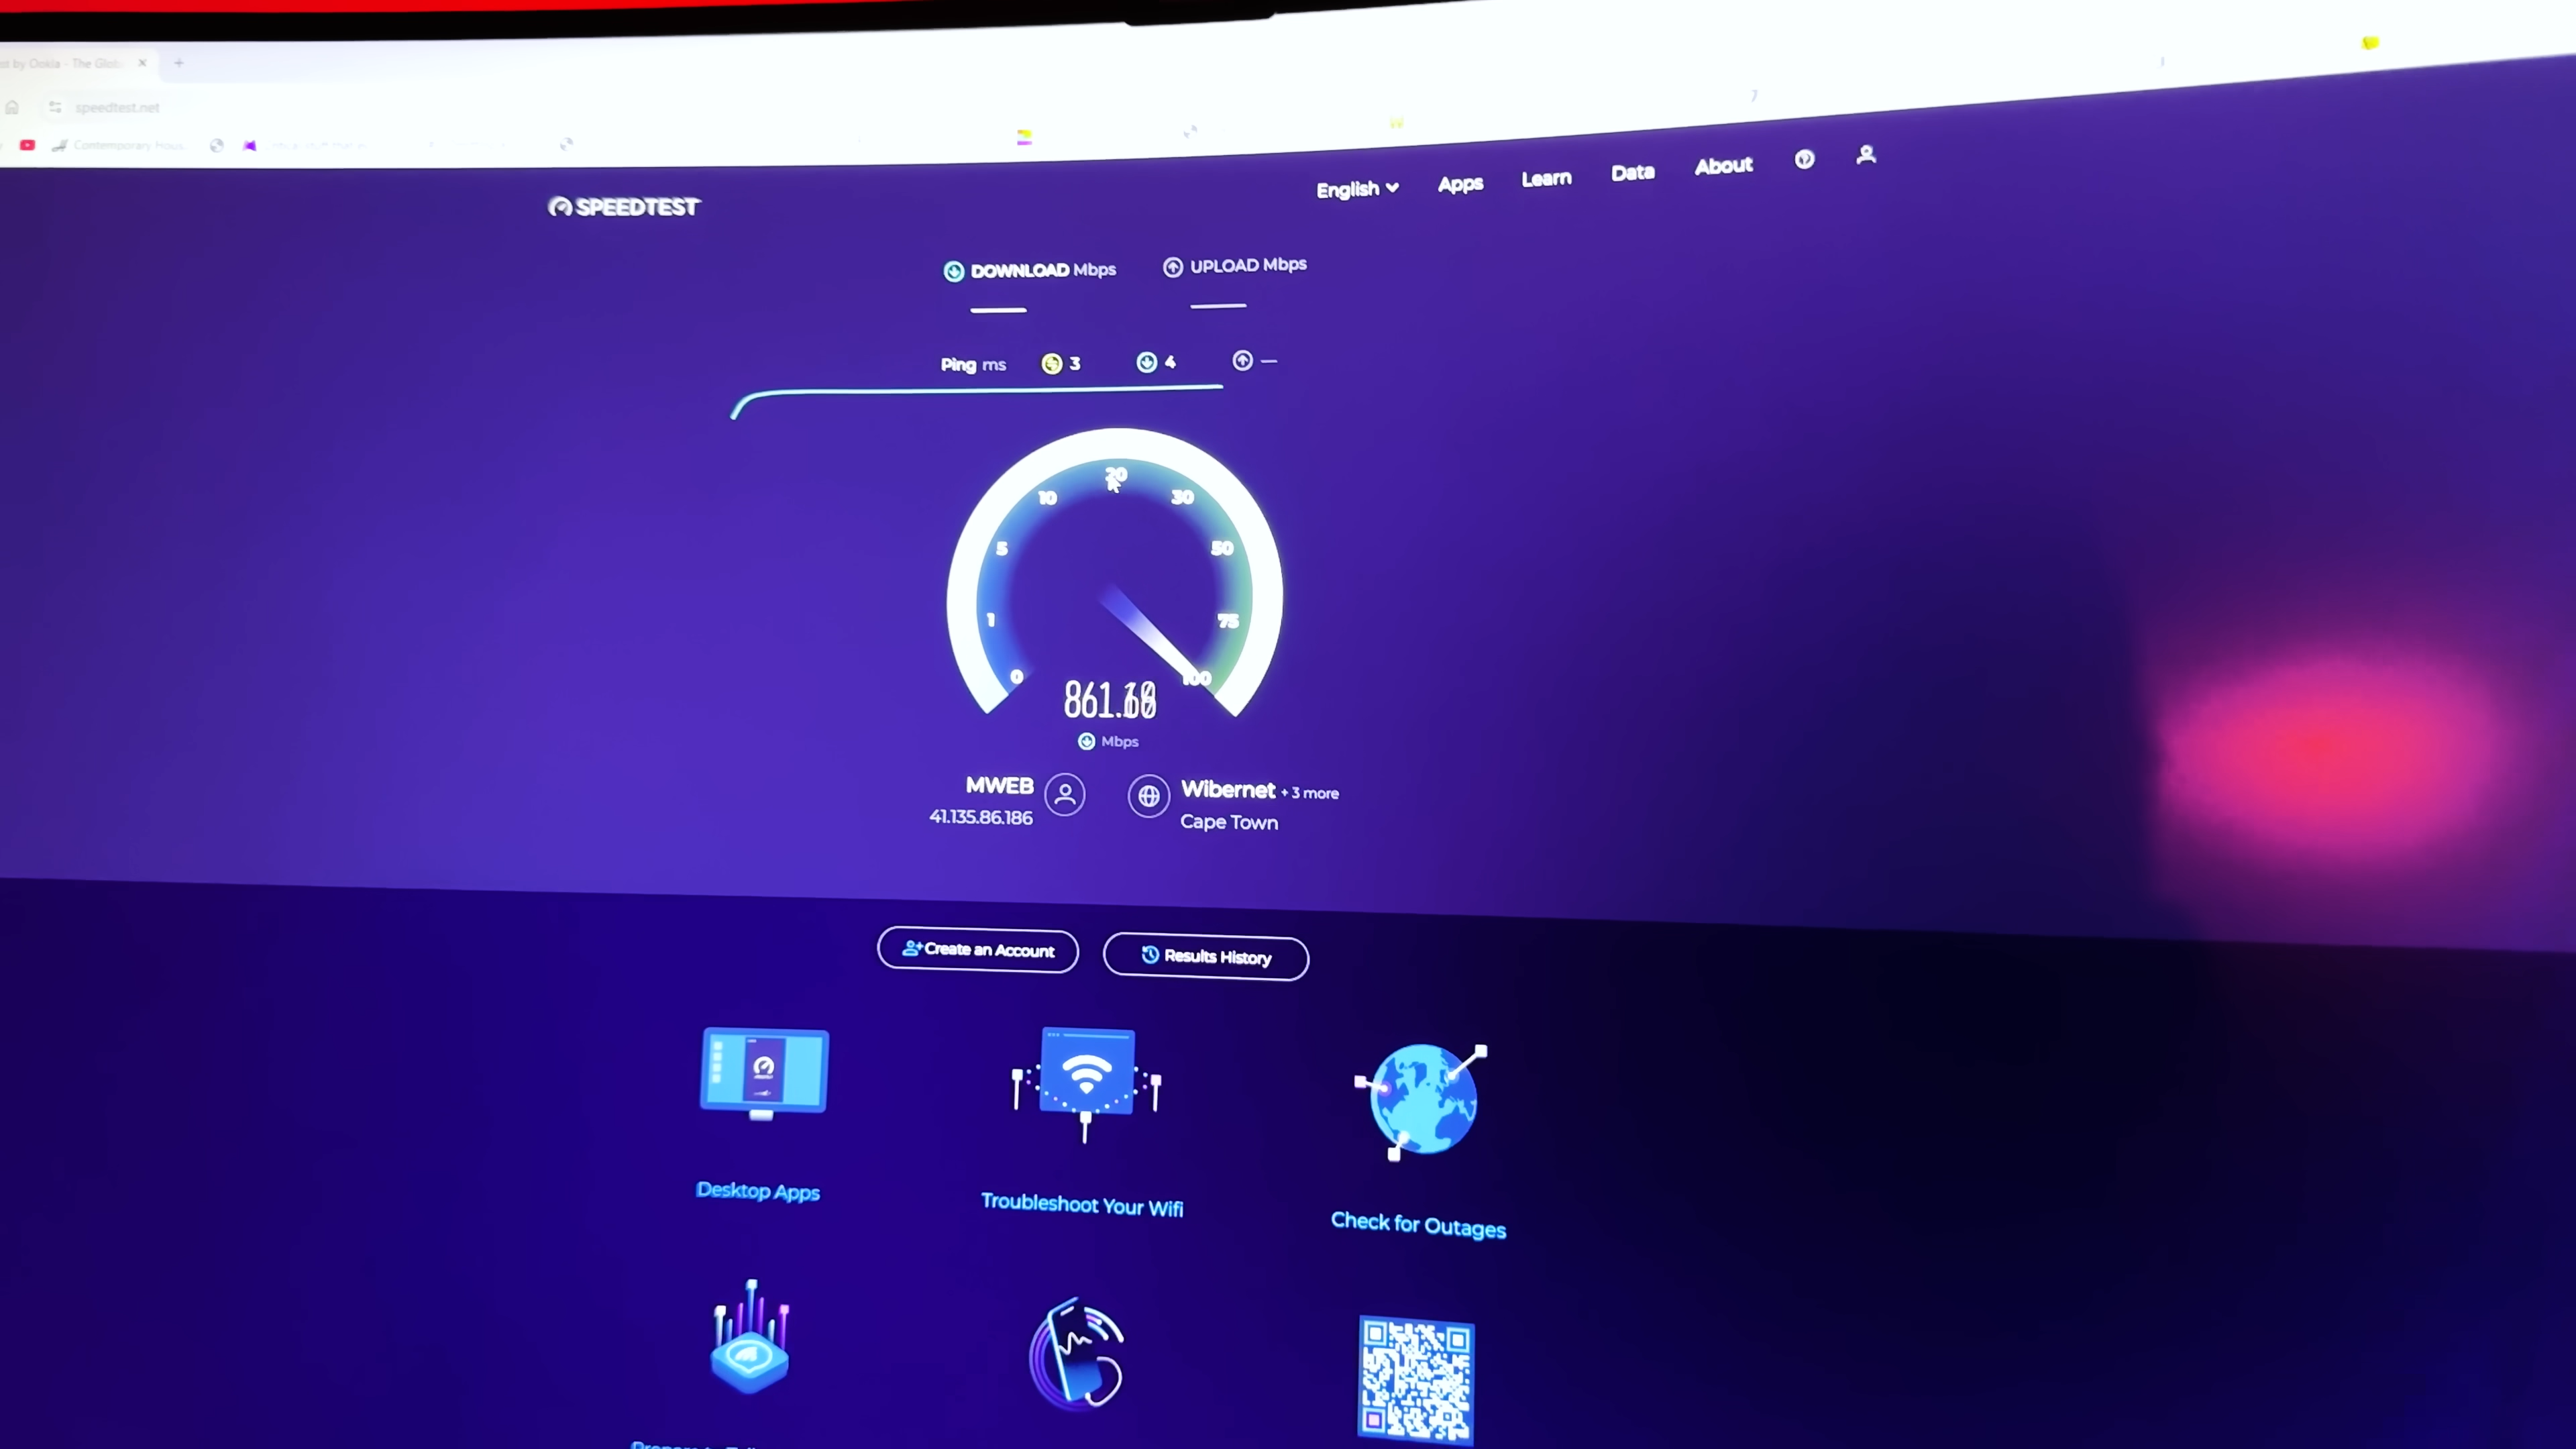 speedtest.net
SPEEDTEST
English Apps Learn Data About
DOWNLOAD Mbps UPLOAD Mbps
Ping ms 3 4 —
0 1 5 10 20 30 50 75 100
Mbps
MWEB
41.135.86.186
Wibernet + 3 more
Cape Town
Create an Account
Results History
Desktop Apps
Troubleshoot Your Wifi
Check for Outages